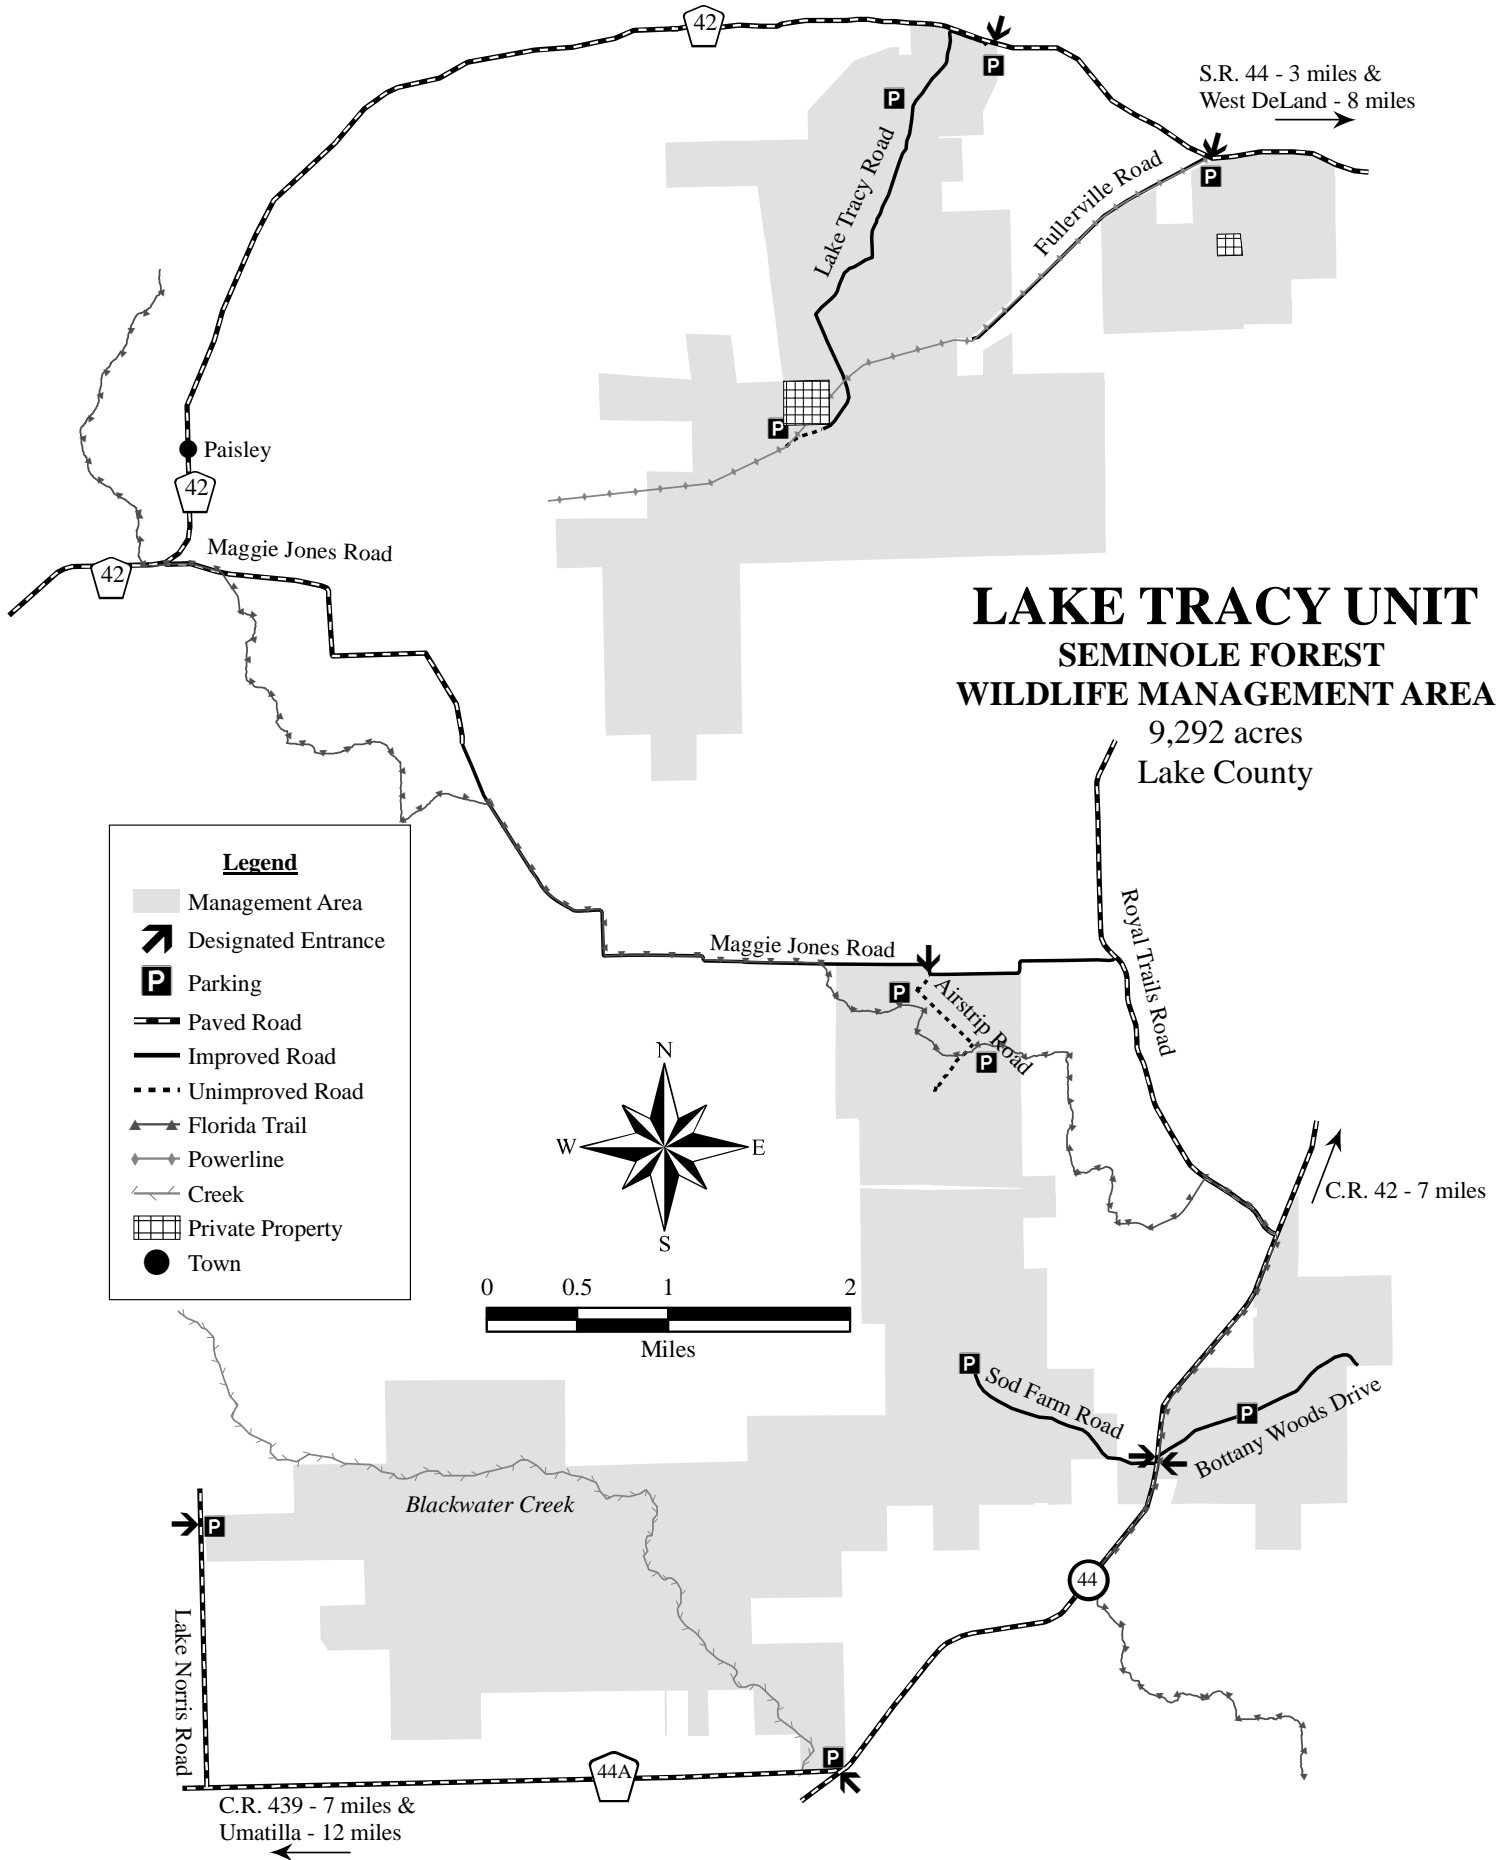 42
S.R. 44 - 3 miles &
West DeLand - 8 miles
P
P
P
Lake Tracy Road
Fullerville Road
P
Paisley
42
42
Maggie Jones Road
LAKE TRACY UNIT
SEMINOLE FOREST
WILDLIFE MANAGEMENT AREA
9,292 acres
Lake County
Legend
Management Area
Designated Entrance
P Parking
Paved Road
Improved Road
Unimproved Road
Florida Trail
Powerline
Creek
Private Property
Town
Maggie Jones Road
Royal Trails Road
P
Airstrip Road
P
N
W E
S
C.R. 42 - 7 miles
0 0.5 1 2
Miles
P
Sod Farm Road
P
Bottany Woods Drive
Blackwater Creek
P
44
Lake Norris Road
P
44A
C.R. 439 - 7 miles &
Umatilla - 12 miles